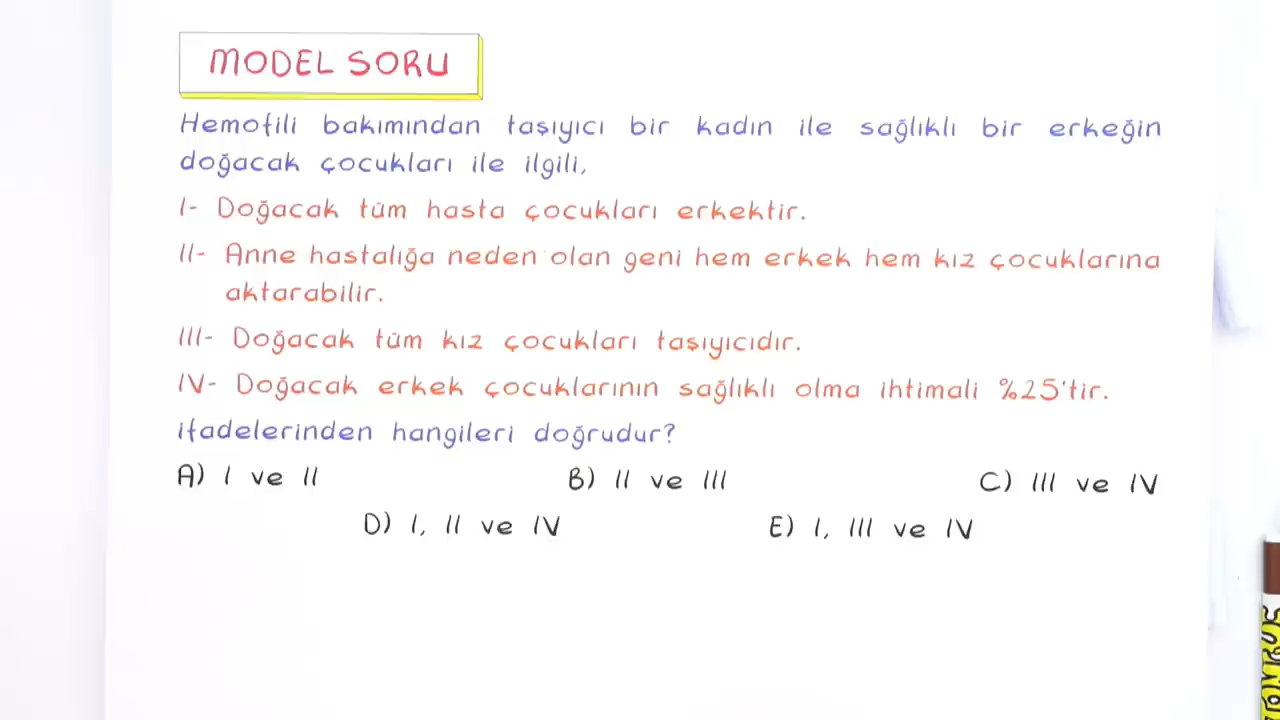 MODEL SORU
Hemofili bakımından taşıyıcı bir kadın ile sağlıklı bir erkeğin
doğacak çocukları ile ilgili,
I- Doğacak tüm hasta çocukları erkektir.
II- Anne hastalığa neden olan geni hem erkek hem kız çocuklarına
aktarabilir.
III- Doğacak tüm kız çocukları taşıyıcıdır.
IV- Doğacak erkek çocuklarının sağlıklı olma ihtimali %25'tir.
ifadelerinden hangileri doğrudur?
A) I ve II B) II ve III C) III ve IV
D) I, II ve IV E) I, III ve IV